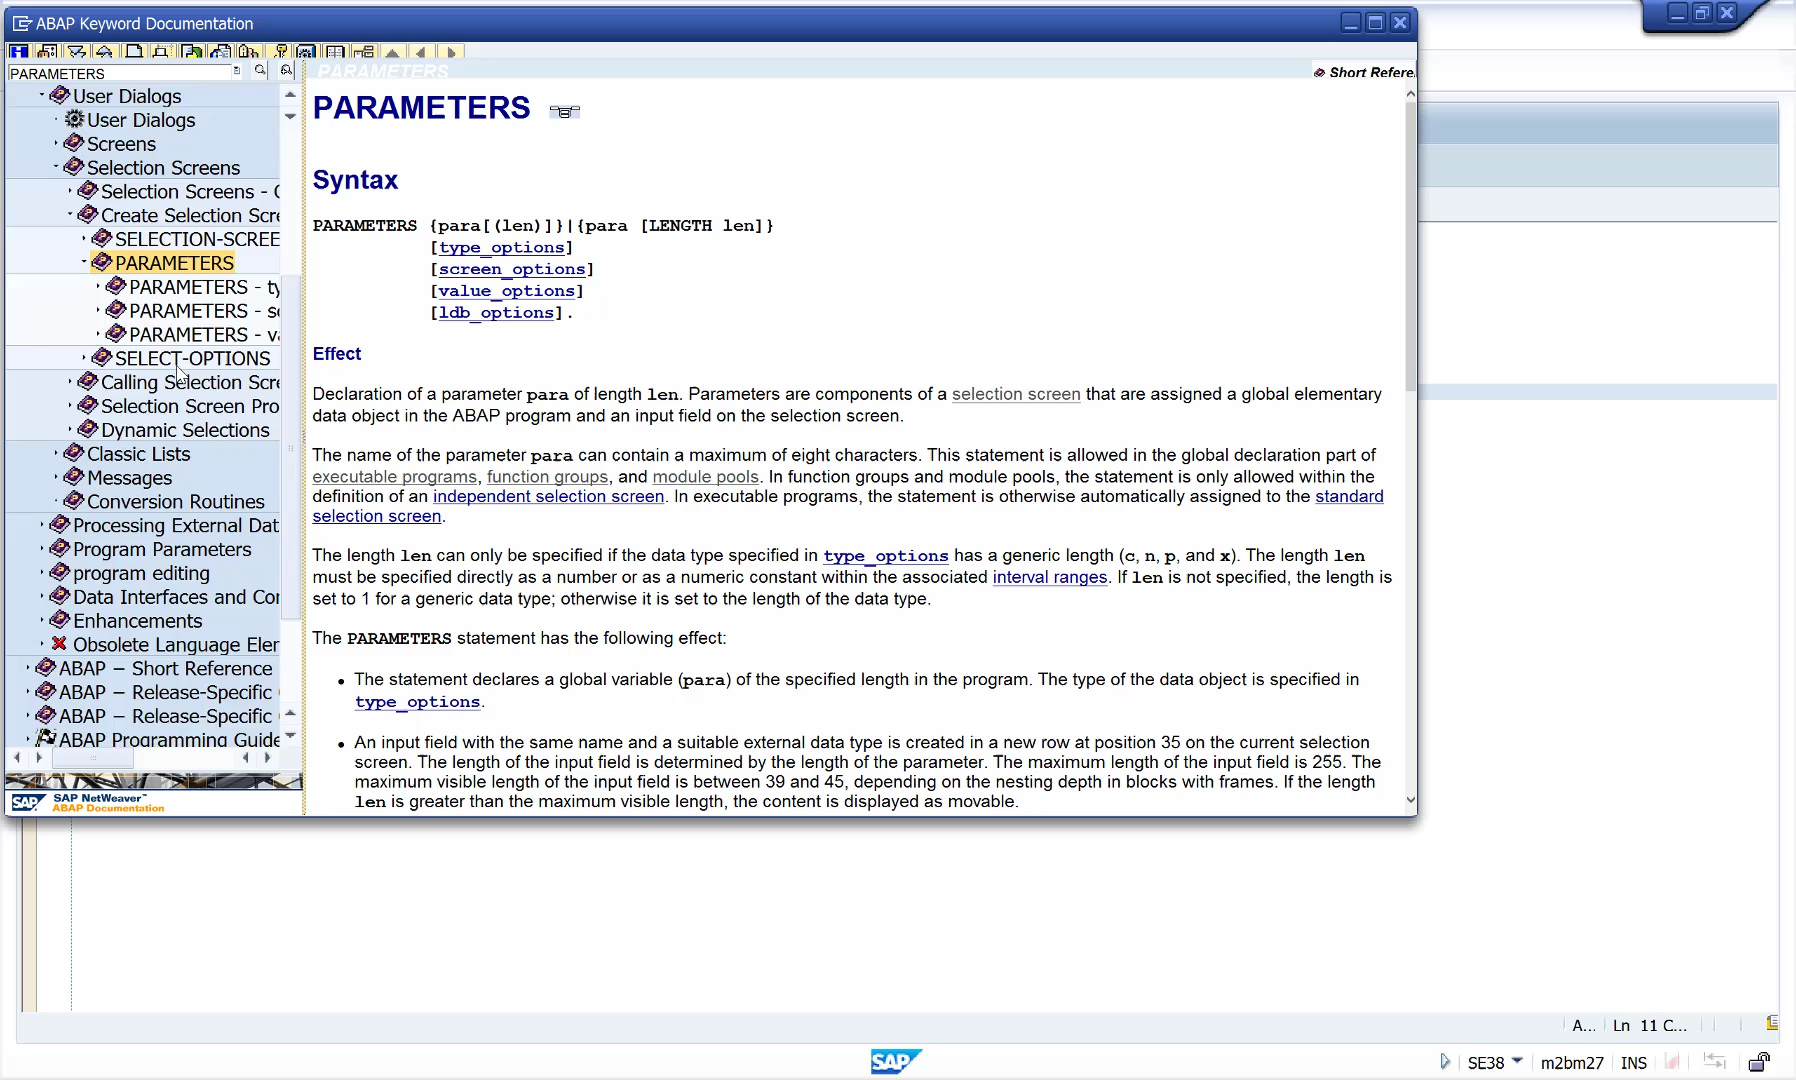 ABAP Keyword Documentation
PARAMETERS
PARAMETERS
Short Refere
User Dialogs
User Dialogs
Screens
Selection Screens
Selection Screens -
Create Selection Scre
SELECTION-SCREE
PARAMETERS
PARAMETERS - ty
PARAMETERS - s
PARAMETERS - va
SELECT-OPTIONS
Calling Selection Scre
Selection Screen Pro
Dynamic Selections
Classic Lists
Messages
Conversion Routines
Processing External Dat
Program Parameters
program editing
Data Interfaces and Co
Enhancements
Obsolete Language Ele
ABAP – Short Reference
ABAP – Release-Specific
ABAP – Release-Specific
ABAP Programming Guide
SAP SAP NetWeaver™
ABAP Documentation
PARAMETERS
Syntax
PARAMETERS {para[(len)]}|{para [LENGTH len]}
[type_options]
[screen_options]
[value_options]
[ldb_options].
Effect
Declaration of a parameter para of length len. Parameters are components of a selection screen that are assigned a global elementary
data object in the ABAP program and an input field on the selection screen.
The name of the parameter para can contain a maximum of eight characters. This statement is allowed in the global declaration part of
executable programs, function groups, and module pools. In function groups and module pools, the statement is only allowed within the
definition of an independent selection screen. In executable programs, the statement is otherwise automatically assigned to the standard
selection screen.
The length len can only be specified if the data type specified in type_options has a generic length (c, n, p, and x). The length len
must be specified directly as a number or as a numeric constant within the associated interval ranges. If len is not specified, the length is
set to 1 for a generic data type; otherwise it is set to the length of the data type.
The PARAMETERS statement has the following effect:
• The statement declares a global variable (para) of the specified length in the program. The type of the data object is specified in
type_options.
• An input field with the same name and a suitable external data type is created in a new row at position 35 on the current selection
screen. The length of the input field is determined by the length of the parameter. The maximum length of the input field is 255. The
maximum visible length of the input field is between 39 and 45, depending on the nesting depth in blocks with frames. If the length
len is greater than the maximum visible length, the content is displayed as movable.
A... Ln 11 C...
SAP
SE38 m2bm27 INS